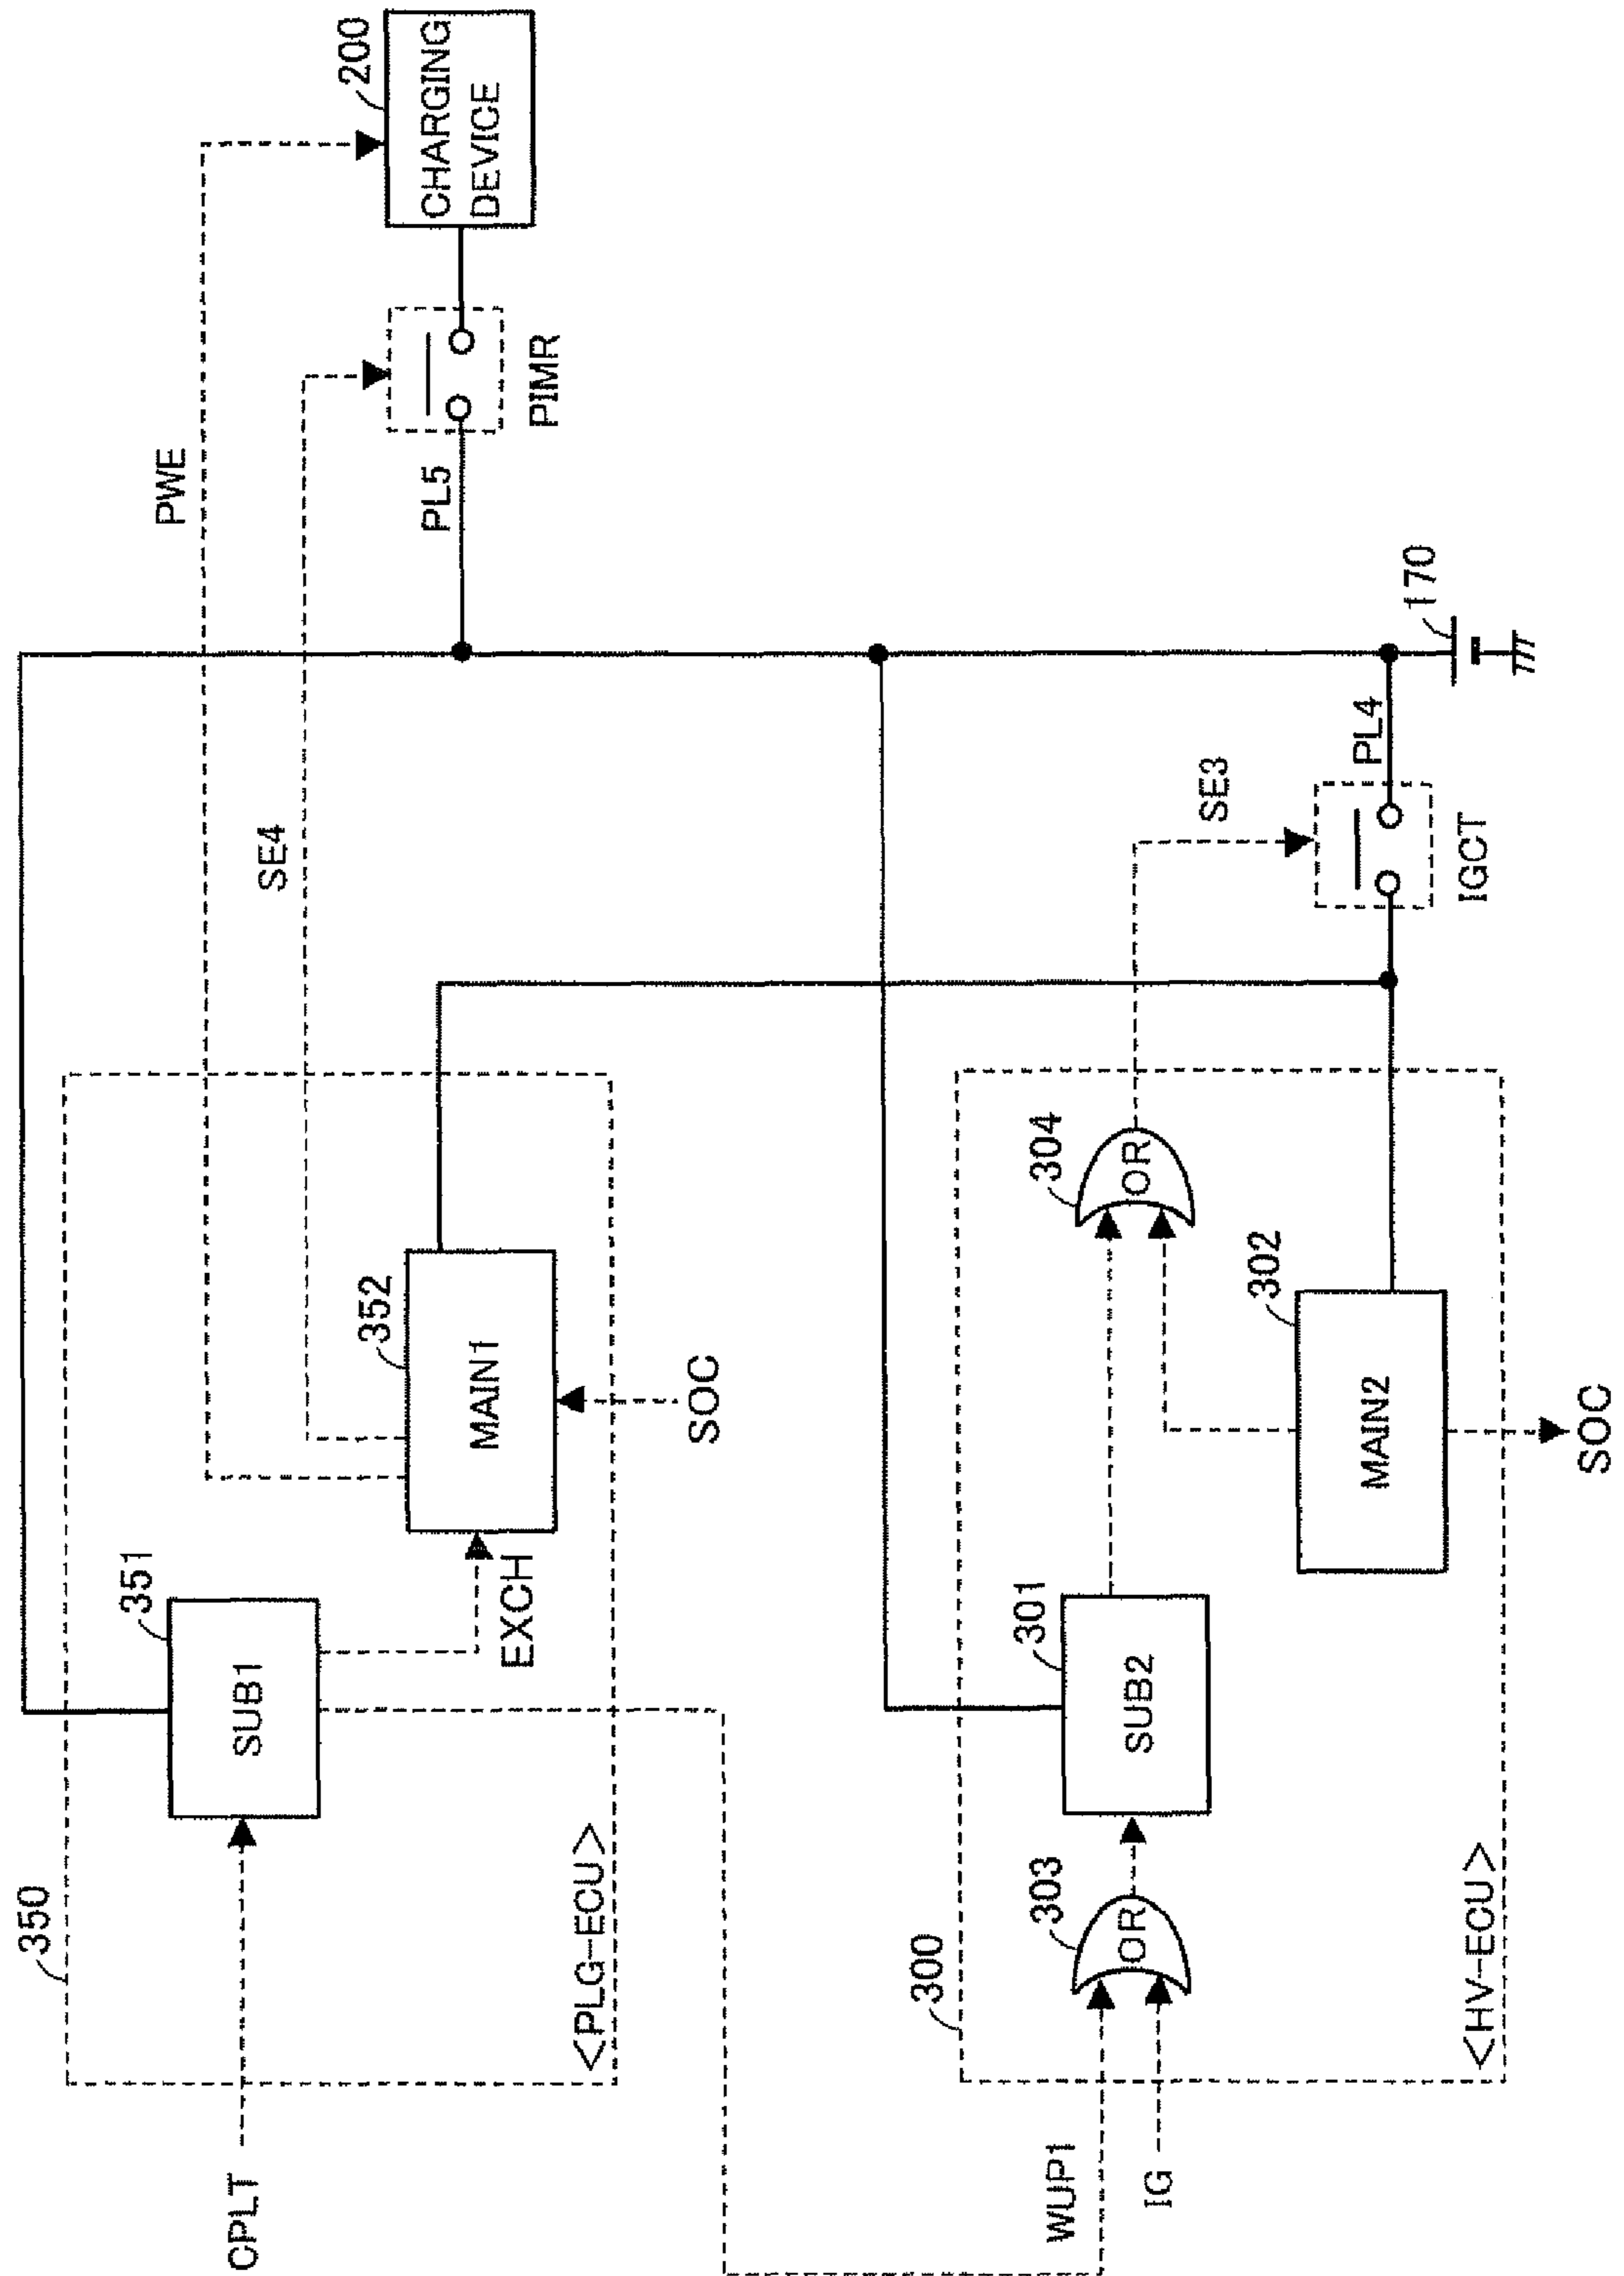 350
CPLT
351
SUB1
EXCH
352
MAIN1
SOC
<PLG-ECU>
SE4
PWE
200
CHARGING
DEVICE
PIMR
PL5
WUP1
IG
300
303
OR
301
SUB2
304
OR
302
MAIN2
SOC
<HV-ECU>
SE3
IGCT
PL4
170